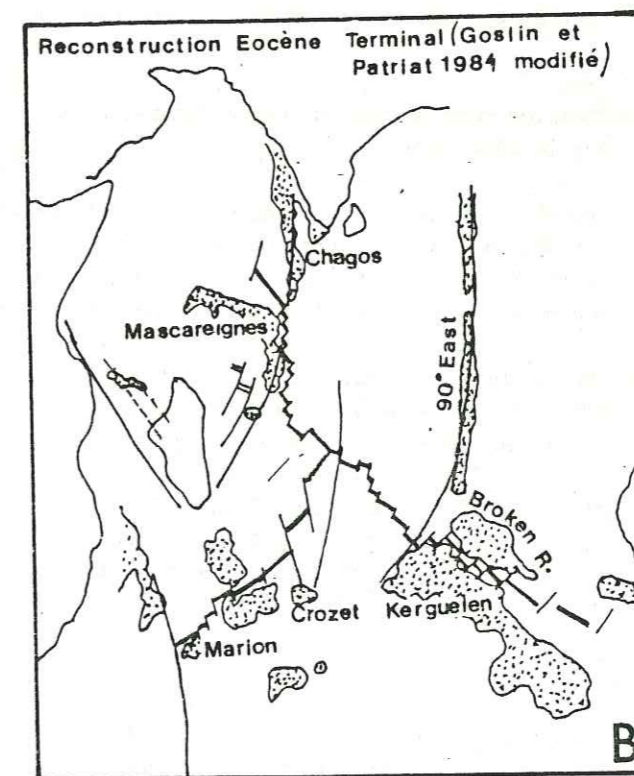 Reconstruction Eocène Terminal (Goslin et
Patriat 1984 modifié)
Chagos
Mascareignes
90° East
Broken R.
Crozet
Kerguelen
Marion
B